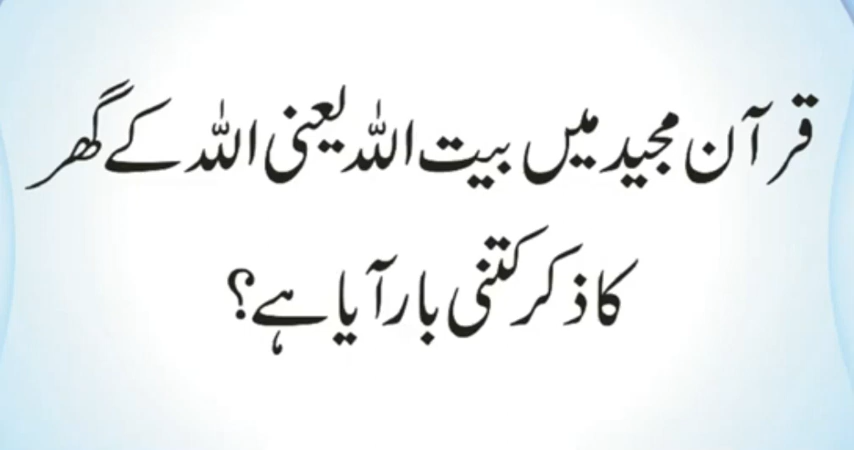 قرآن مجید میں بیت اللہ یعنی اللہ کے گھر
کا ذکر کتنی بار آیا ہے؟